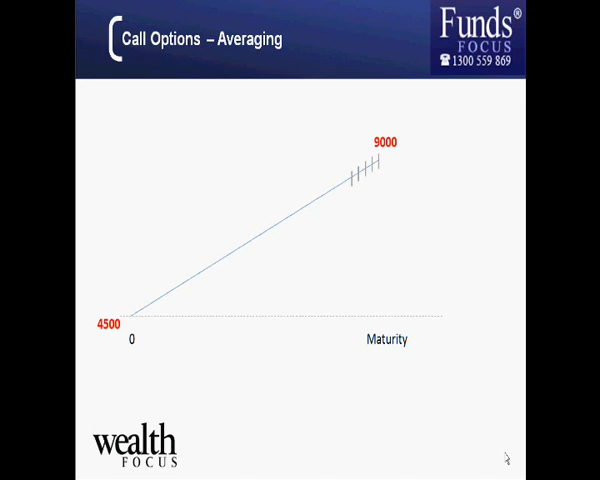 Call Options – Averaging
Funds®
FOCUS
☎1300 559 869
9000
4500
0
Maturity
wealth
FOCUS